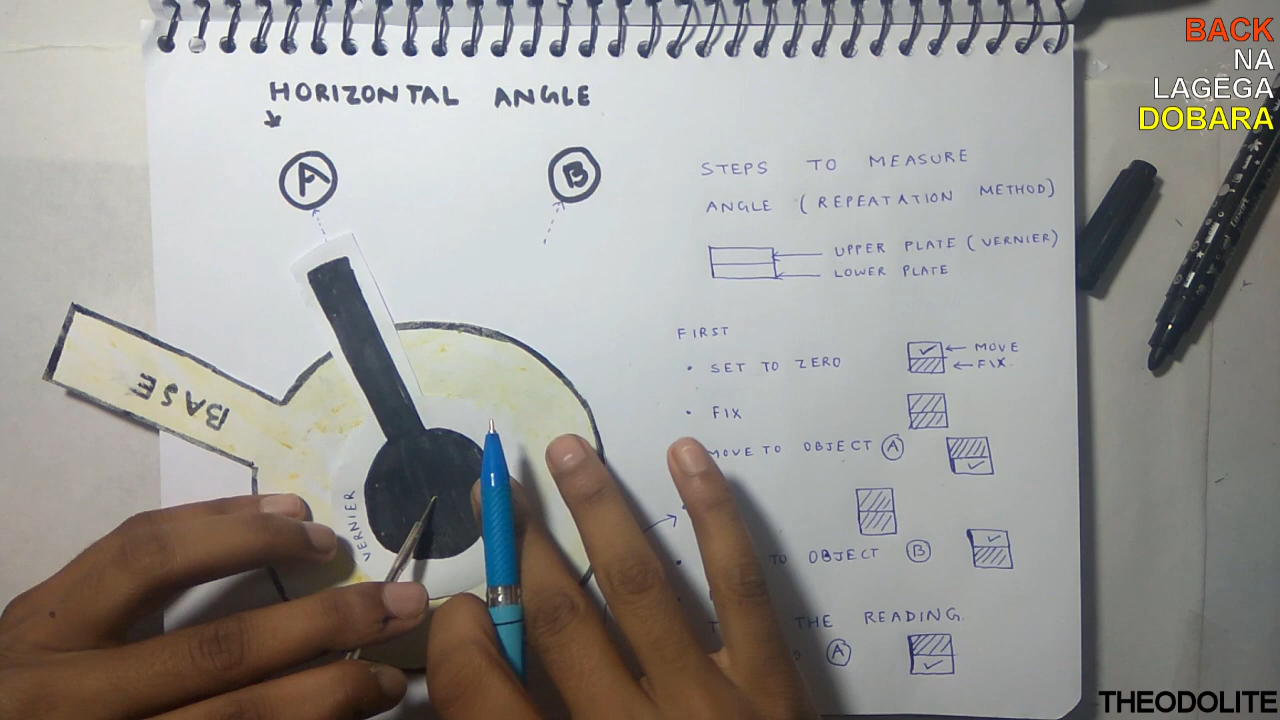 BACK
NA
LAGEGA
DOBARA
HORIZONTAL ANGLE
A
B
STEPS TO MEASURE
ANGLE (REPEATATION METHOD)
UPPER PLATE (VERNIER)
LOWER PLATE
FIRST
• SET TO ZERO
MOVE
FIX
• FIX
MOVE TO OBJECT A
TO OBJECT B
THE READING.
A
BASE
VERNIER
THEODOLITE